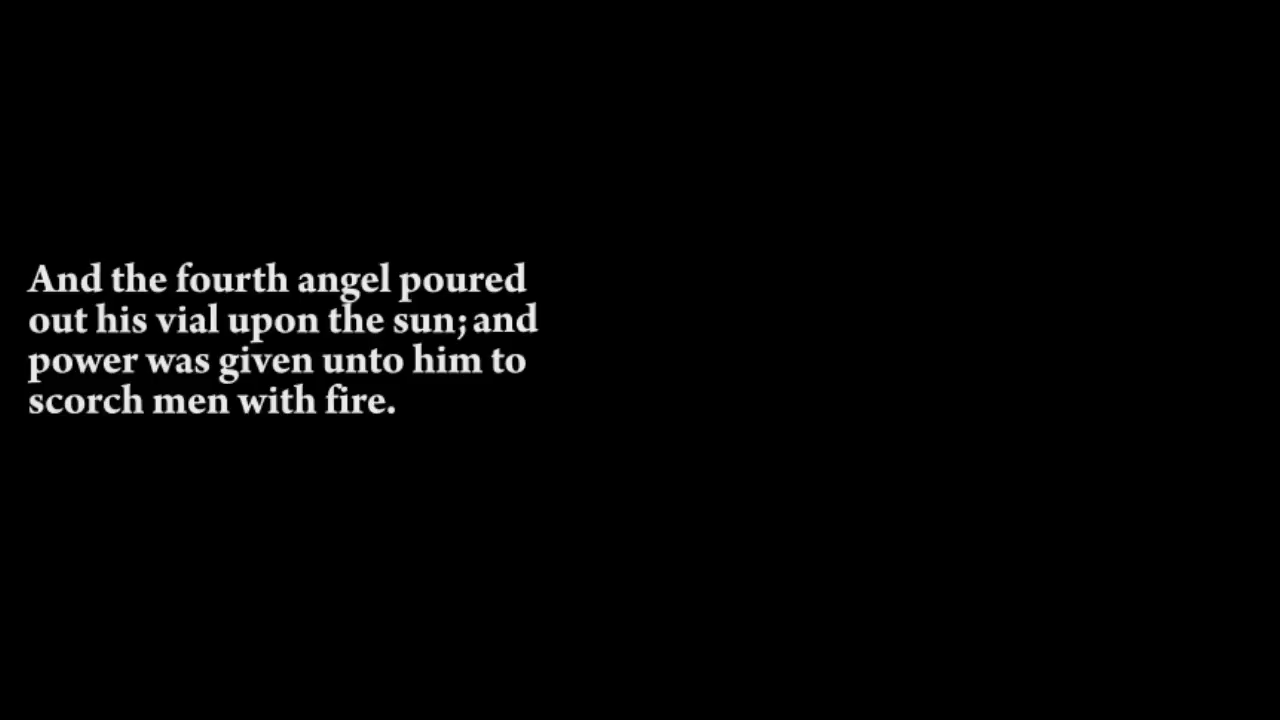 And the fourth angel poured
out his vial upon the sun; and
power was given unto him to
scorch men with fire.